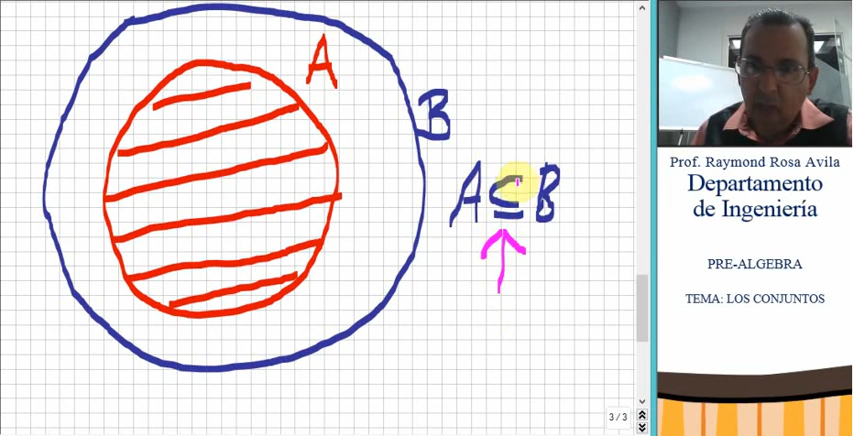 A
B
A ⊆ B
3/3
Prof. Raymond Rosa Avila
Departamento
de Ingeniería
PRE-ALGEBRA
TEMA: LOS CONJUNTOS